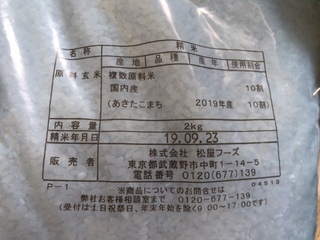 名称 精米
原料玄米 産地 品種 産年 使用割合
複数原料米
国内産 10割
(あきたこまち 2019年産 10割)
内容量 2kg
精米年月日 19.09.23
販売者 株式会社 松屋フーズ
東京都武蔵野市中町1-14-5
電話番号 0120(677)139
P-1 04513
※商品についてのお問合せは
弊社お客様相談室まで 0120-677-139
(受付は土日祝祭日、年末年始を除く9:00~17:00です)